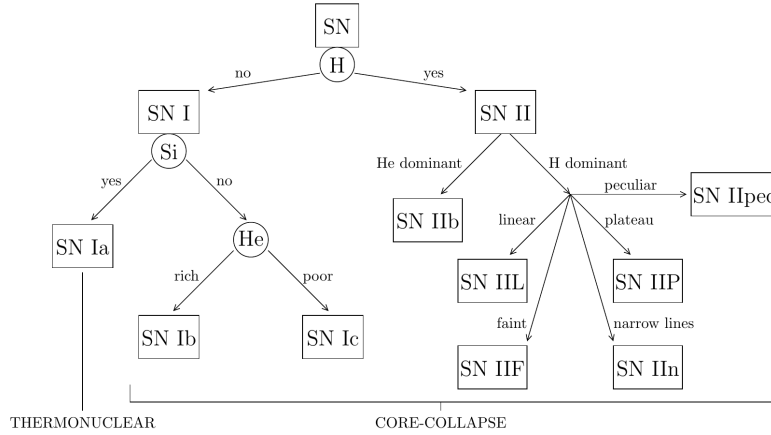 SN
H
no
yes
SN I
SN II
Si
He dominant
H dominant
yes
no
peculiar
SN IIpec
SN IIb
linear
plateau
SN Ia
He
rich
poor
SN IIL
SN IIP
faint
narrow lines
SN Ib
SN Ic
SN IIF
SN IIn
THERMONUCLEAR
CORE-COLLAPSE